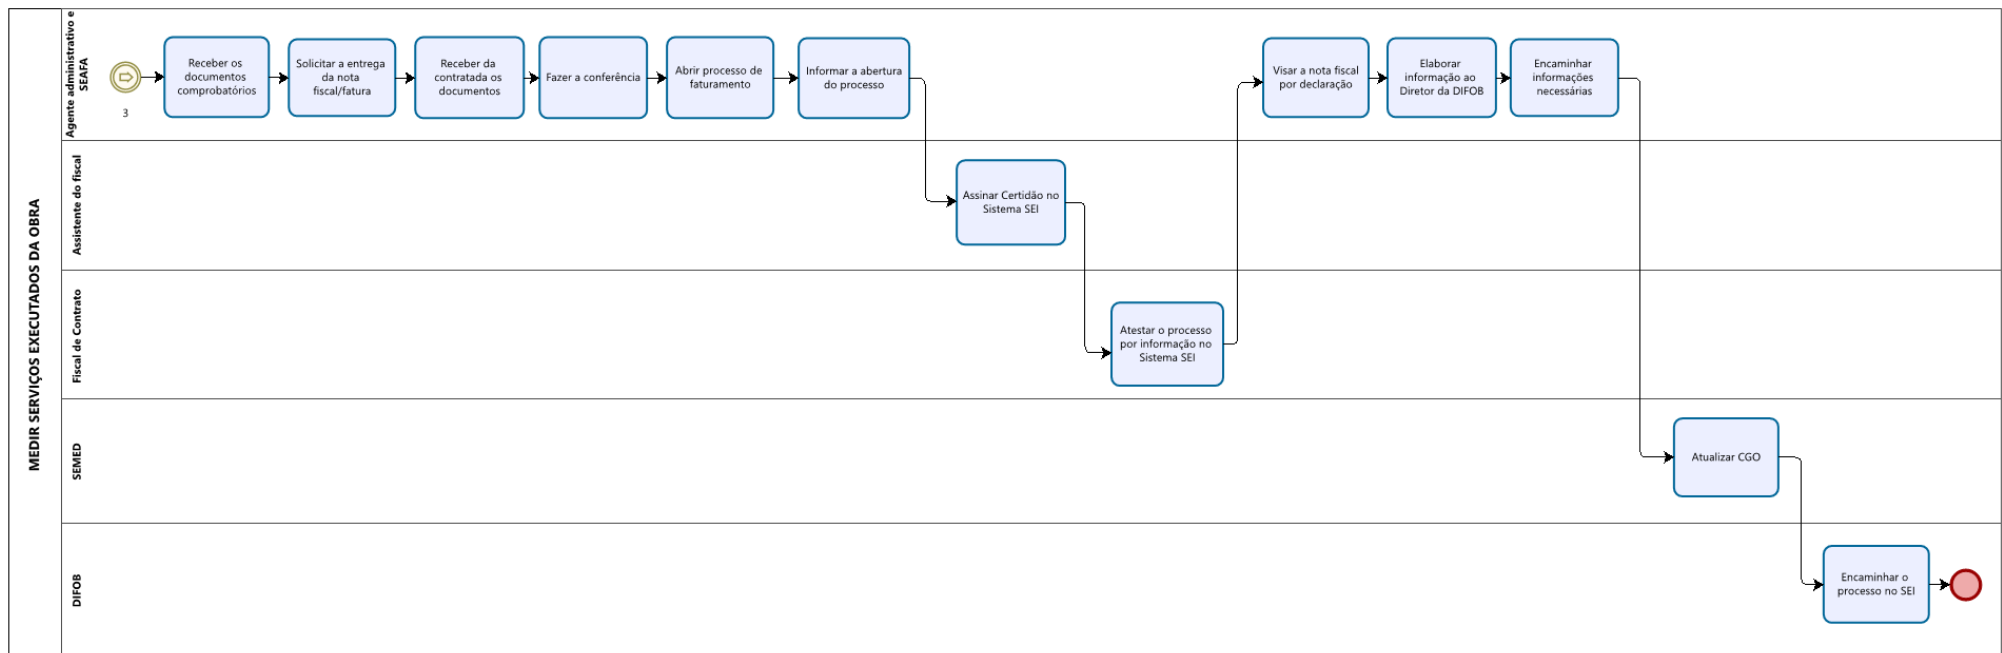 MEDIR SERVIÇOS EXECUTADOS DA OBRA
Agente administrativo e
SEAFA
3
Receber os
documentos
comprobatórios
Solicitar a entrega
da nota
fiscal/fatura
Receber da
contratada os
documentos
Fazer a conferência
Abrir processo de
faturamento
Informar a abertura
do processo
Visar a nota fiscal
por declaração
Elaborar
informação ao
Diretor da DIFOB
Encaminhar
informações
necessárias
Assistente do fiscal
Assinar Certidão no
Sistema SEI
Fiscal de Contrato
Atestar o processo
por informação no
Sistema SEI
SEMED
Atualizar CGO
DIFOB
Encaminhar o
processo no SEI